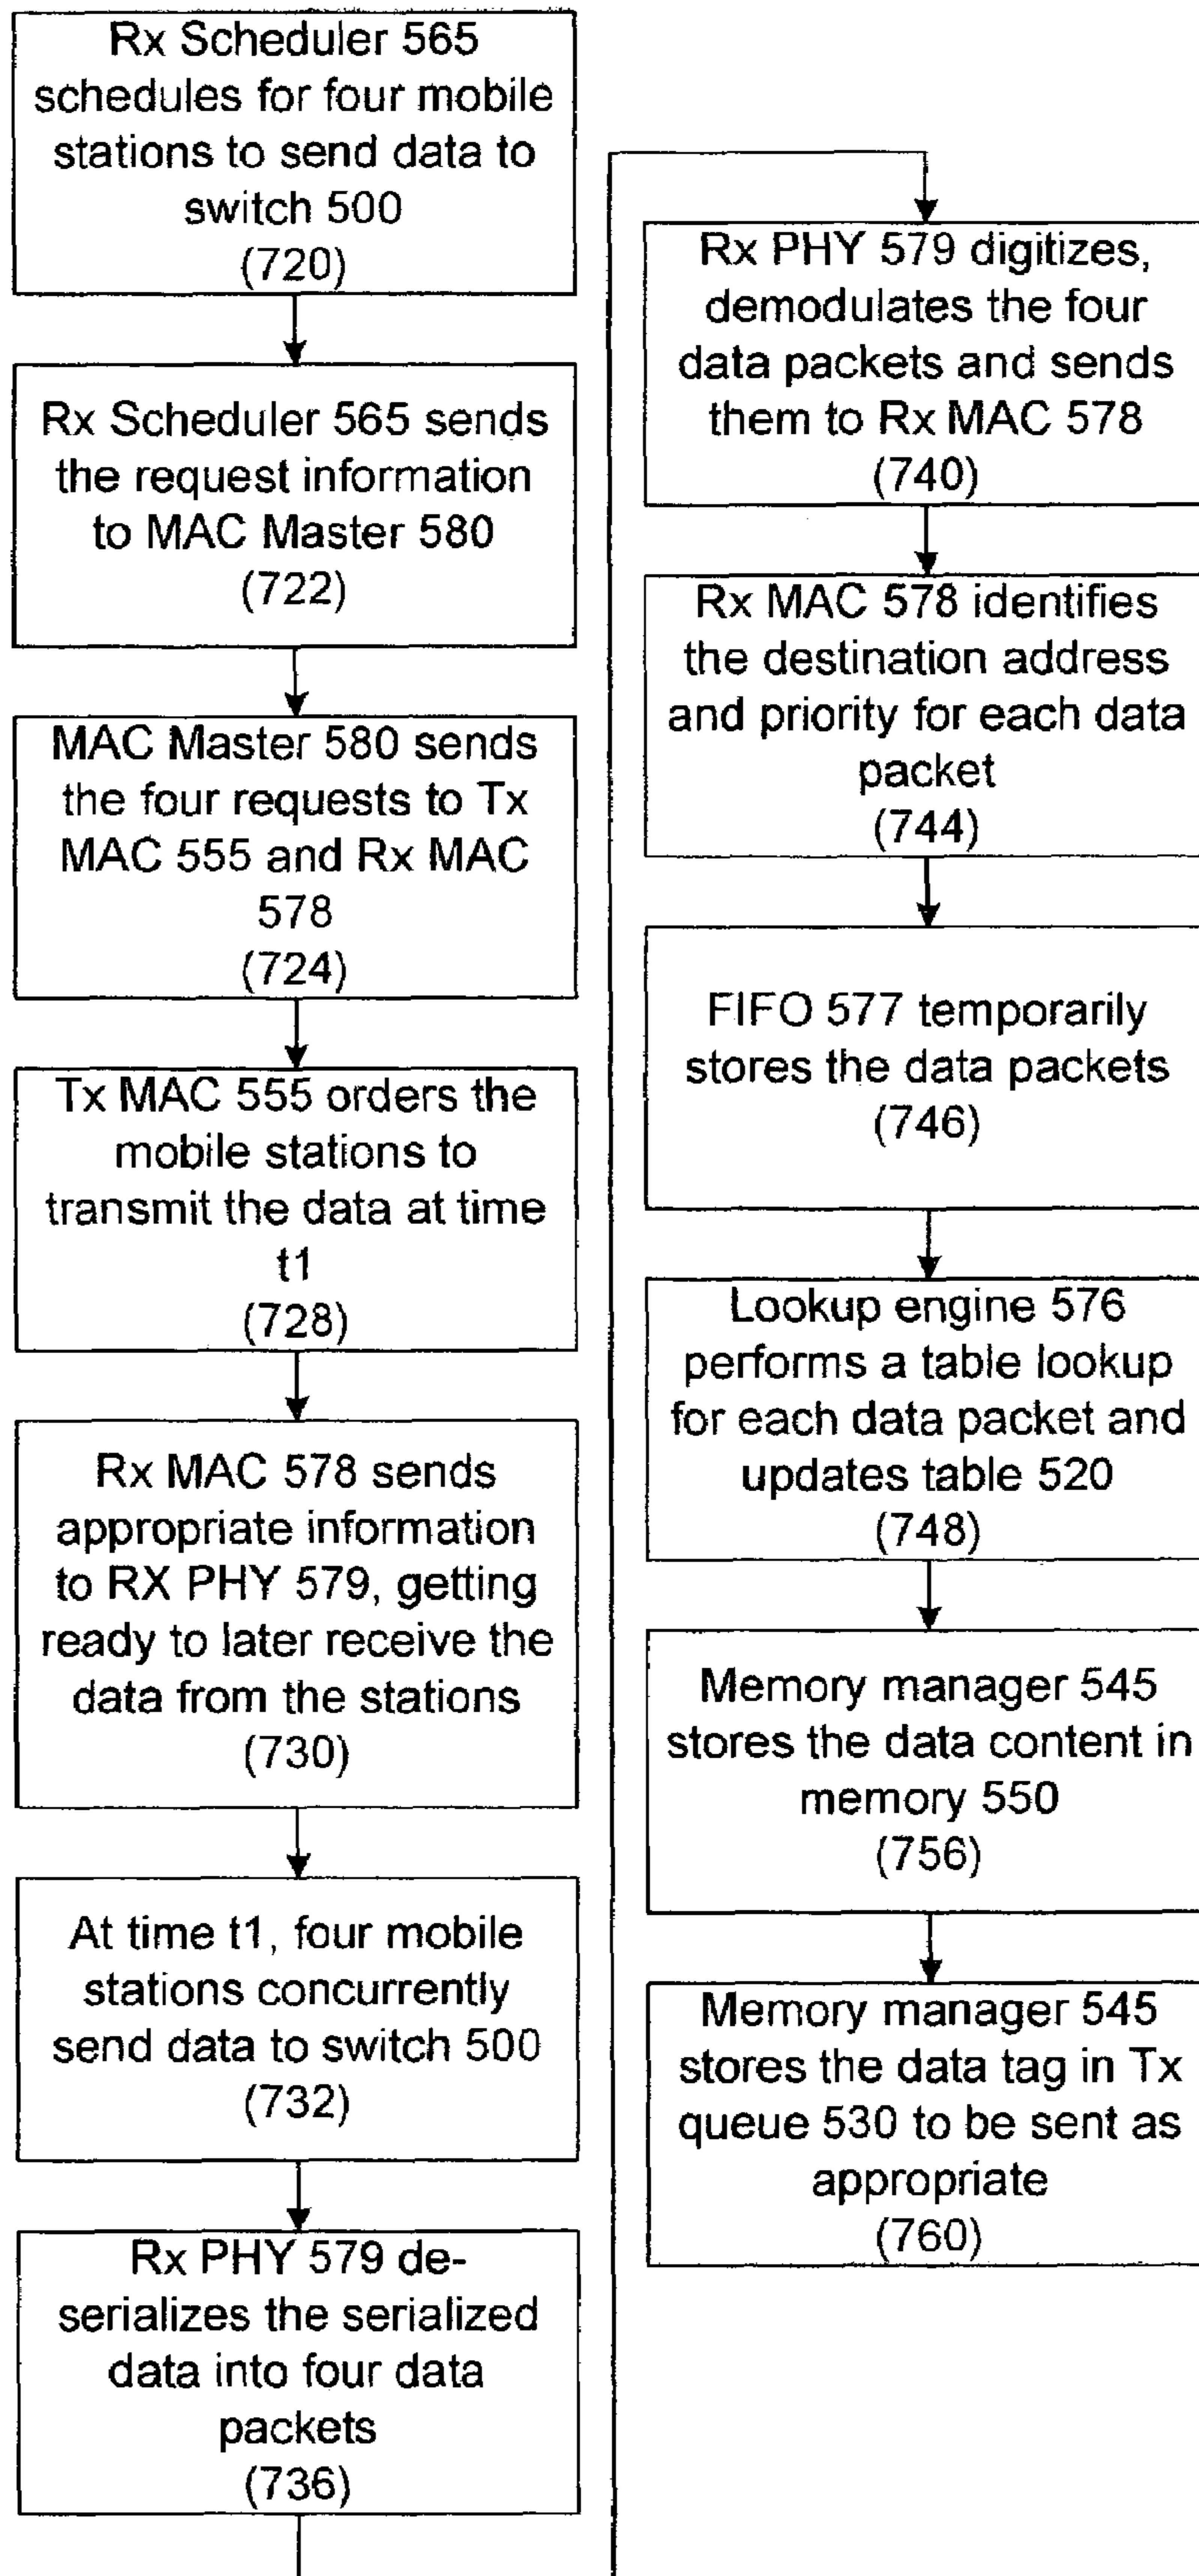 Rx Scheduler 565
schedules for four mobile
stations to send data to
switch 500
(720)
Rx Scheduler 565 sends
the request information
to MAC Master 580
(722)
MAC Master 580 sends
the four requests to Tx
MAC 555 and Rx MAC
578
(724)
Tx MAC 555 orders the
mobile stations to
transmit the data at time
t1
(728)
Rx MAC 578 sends
appropriate information
to RX PHY 579, getting
ready to later receive the
data from the stations
(730)
At time t1, four mobile
stations concurrently
send data to switch 500
(732)
Rx PHY 579 de-
serializes the serialized
data into four data
packets
(736)
Rx PHY 579 digitizes,
demodulates the four
data packets and sends
them to Rx MAC 578
(740)
Rx MAC 578 identifies
the destination address
and priority for each data
packet
(744)
FIFO 577 temporarily
stores the data packets
(746)
Lookup engine 576
performs a table lookup
for each data packet and
updates table 520
(748)
Memory manager 545
stores the data content in
memory 550
(756)
Memory manager 545
stores the data tag in Tx
queue 530 to be sent as
appropriate
(760)